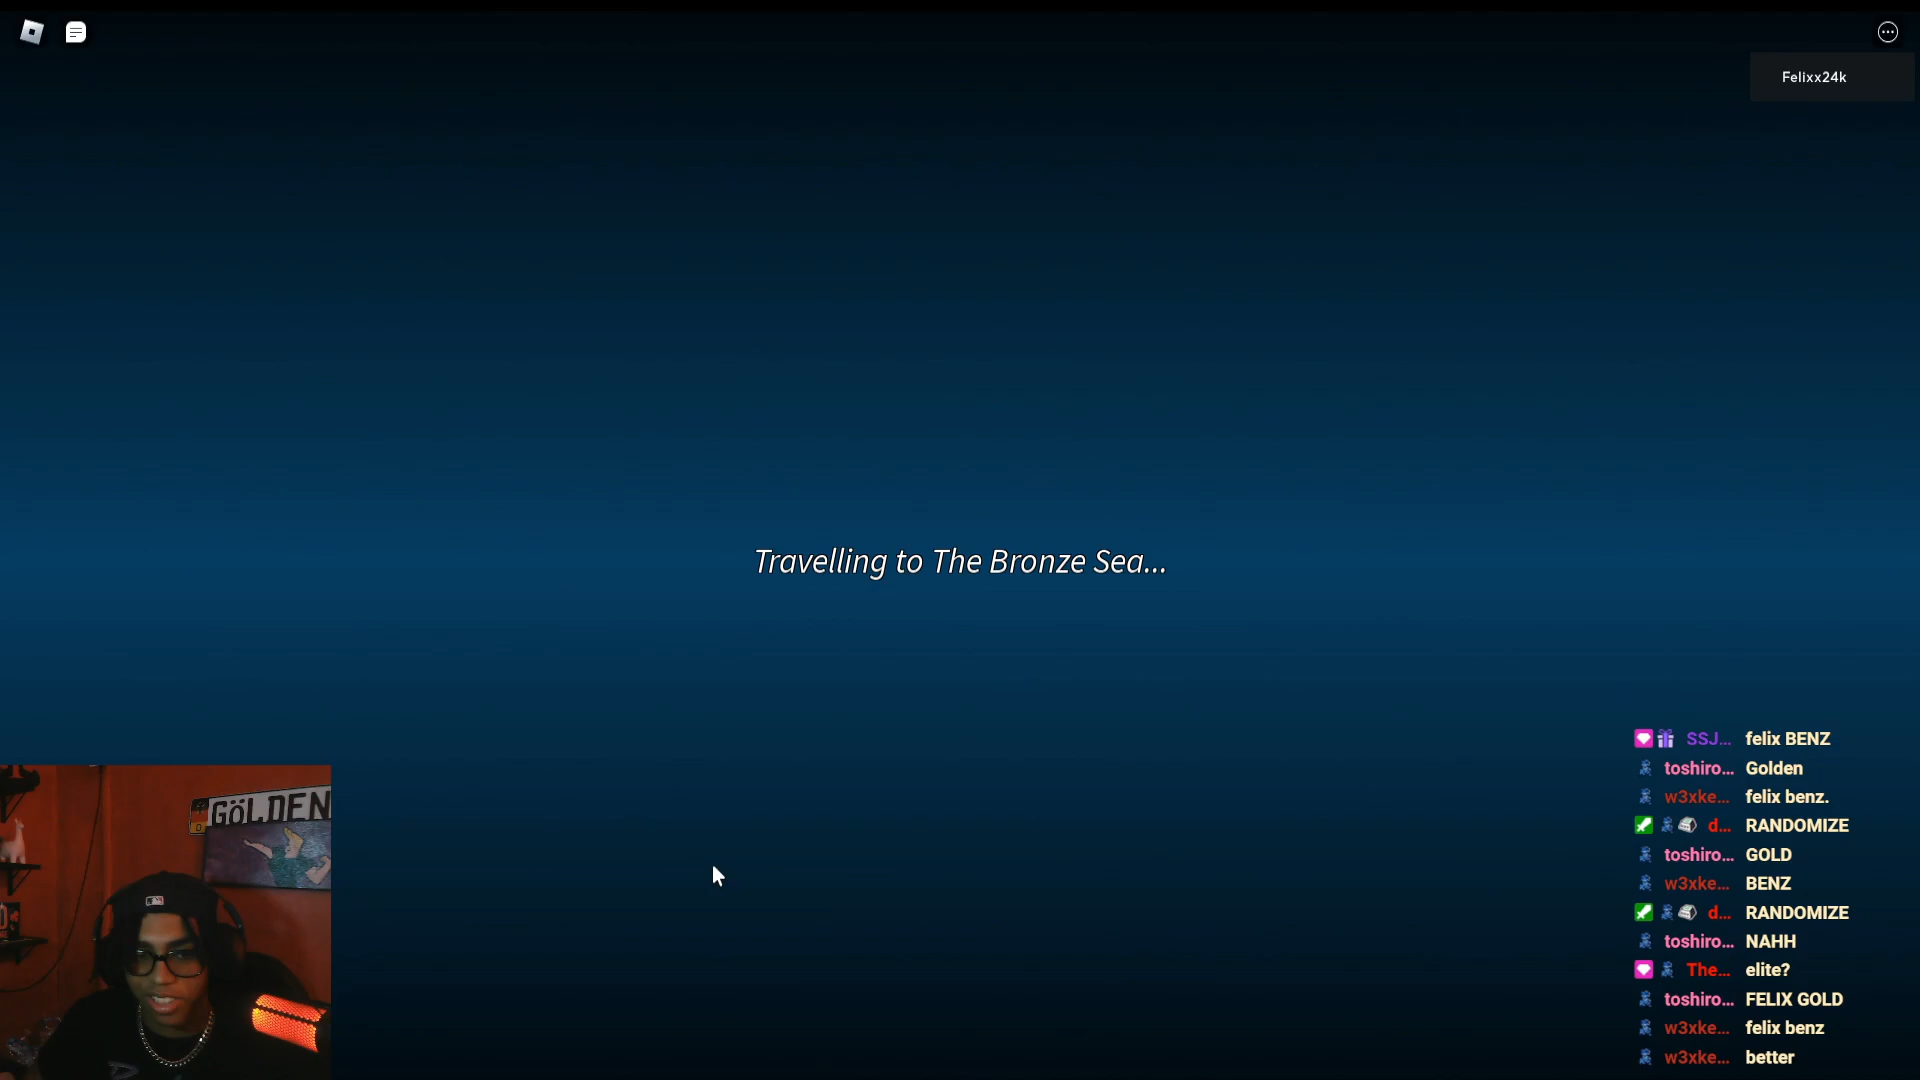 Felixx24k
Travelling to The Bronze Sea...
GÖLDEN
D
SSJ... felix BENZ
toshiro... Golden
w3xke... felix benz.
d... RANDOMIZE
toshiro... GOLD
w3xke... BENZ
d... RANDOMIZE
toshiro... NAHH
The... elite?
toshiro... FELIX GOLD
w3xke... felix benz
w3xke... better